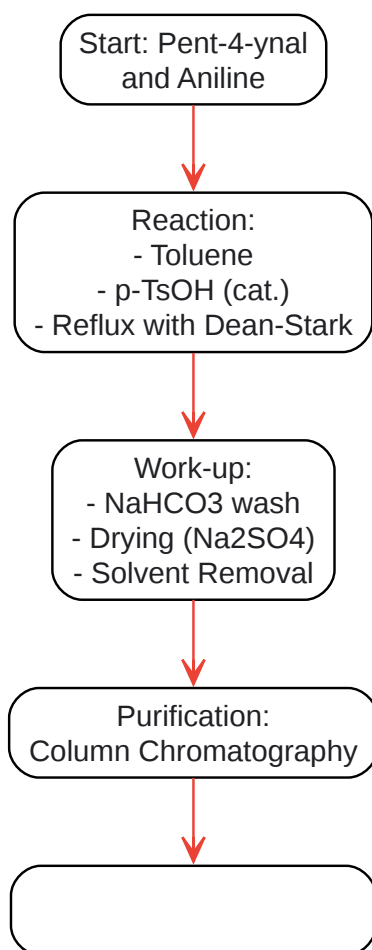 Start: Pent-4-ynal
and Aniline
Reaction:
- Toluene
- p-TsOH (cat.)
- Reflux with Dean-Stark
Work-up:
- NaHCO3 wash
- Drying (Na2SO4)
- Solvent Removal
Purification:
Column Chromatography